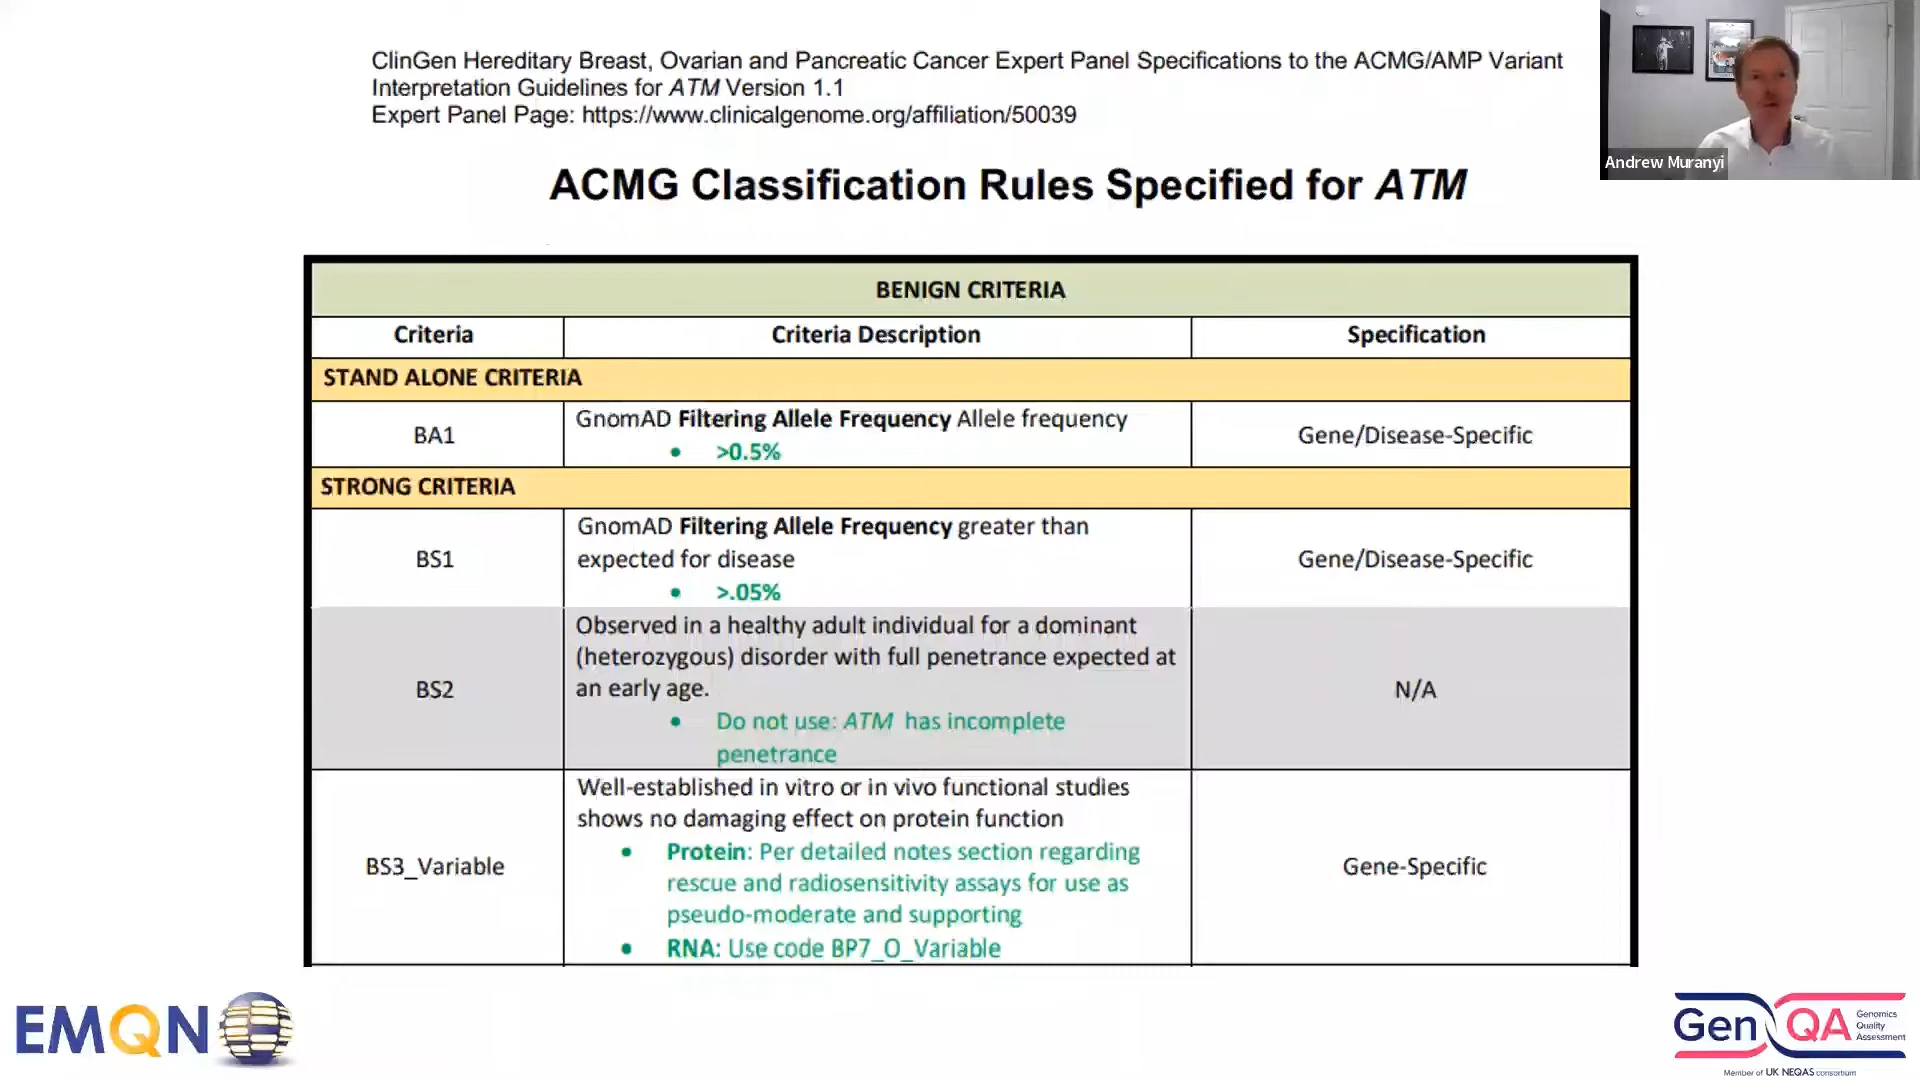 ClinGen Hereditary Breast, Ovarian and Pancreatic Cancer Expert Panel Specifications to the ACMG/AMP Variant
Interpretation Guidelines for ATM Version 1.1
Expert Panel Page: https://www.clinicalgenome.org/affiliation/50039
Andrew Muranyi
ACMG Classification Rules Specified for ATM
BENIGN CRITERIA
Criteria
Criteria Description
Specification
STAND ALONE CRITERIA
BA1
GnomAD Filtering Allele Frequency Allele frequency
• >0.5%
Gene/Disease-Specific
STRONG CRITERIA
BS1
GnomAD Filtering Allele Frequency greater than
expected for disease
• >.05%
Gene/Disease-Specific
BS2
Observed in a healthy adult individual for a dominant
(heterozygous) disorder with full penetrance expected at
an early age.
• Do not use: ATM has incomplete
penetrance
N/A
BS3_Variable
Well-established in vitro or in vivo functional studies
shows no damaging effect on protein function
• Protein: Per detailed notes section regarding
rescue and radiosensitivity assays for use as
pseudo-moderate and supporting
• RNA: Use code BP7_O_Variable
Gene-Specific
EMQN
GenQA
Genomics
Quality
Assessment
Member of UK NEQAS consortium